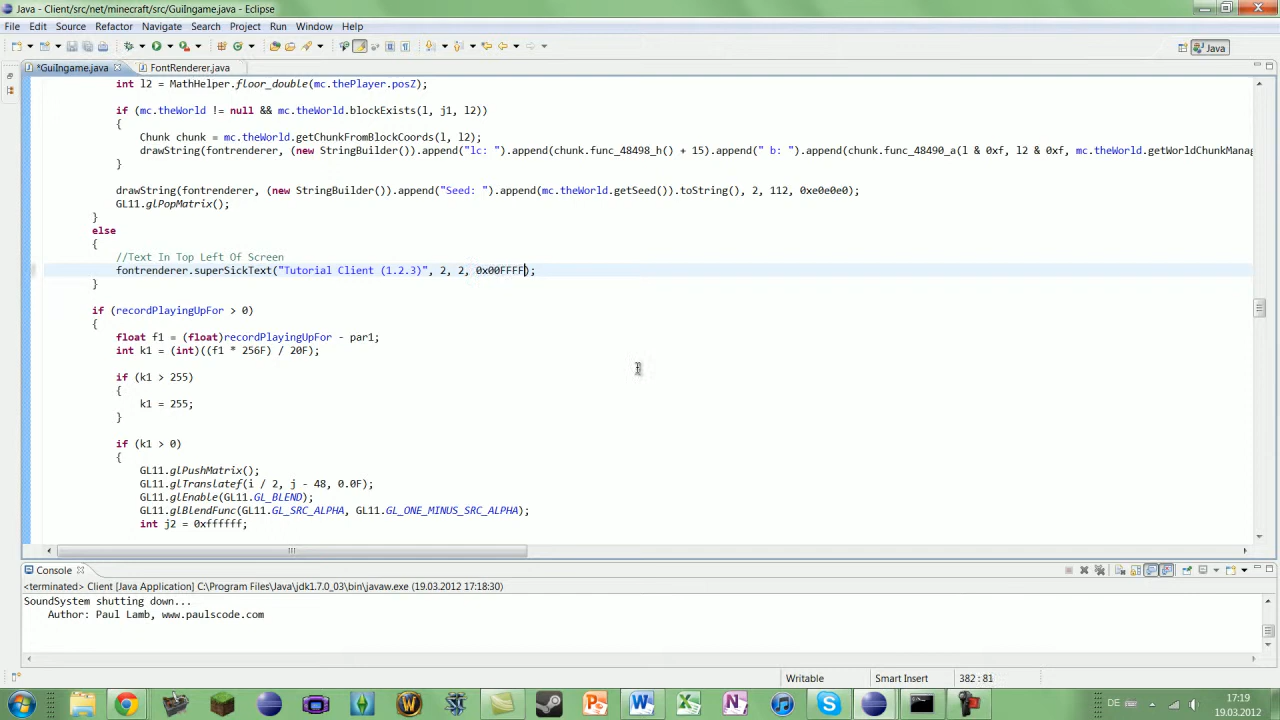 Java - Client/src/net/minecraft/src/GuiIngame.java - Eclipse
File Edit Source Refactor Navigate Search Project Run Window Help
Java
*GuiIngame.java FontRenderer.java
int l2 = MathHelper.floor_double(mc.thePlayer.posZ);
if (mc.theWorld != null && mc.theWorld.blockExists(l, j1, l2))
{
Chunk chunk = mc.theWorld.getChunkFromBlockCoords(l, l2);
drawString(fontrenderer, (new StringBuilder()).append("lc: ").append(chunk.func_48498_h() + 15).append(" b: ").append(chunk.func_48490_a(l & 0xf, l2 & 0xf, mc.theWorld.getWorldChunkManag
}
drawString(fontrenderer, (new StringBuilder()).append("Seed: ").append(mc.theWorld.getSeed()).toString(), 2, 112, 0xe0e0e0);
GL11.glPopMatrix();
}
else
{
//Text In Top Left Of Screen
fontrenderer.superSickText("Tutorial Client (1.2.3)", 2, 2, 0x00FFFF);
}
if (recordPlayingUpFor > 0)
{
float f1 = (float)recordPlayingUpFor - par1;
int k1 = (int)((f1 * 256F) / 20F);
if (k1 > 255)
{
k1 = 255;
}
if (k1 > 0)
{
GL11.glPushMatrix();
GL11.glTranslatef(i / 2, j - 48, 0.0F);
GL11.glEnable(GL11.GL_BLEND);
GL11.glBlendFunc(GL11.GL_SRC_ALPHA, GL11.GL_ONE_MINUS_SRC_ALPHA);
int j2 = 0xffffff;
Console
<terminated> Client [Java Application] C:\Program Files\Java\jdk1.7.0_03\bin\javaw.exe (19.03.2012 17:18:30)
SoundSystem shutting down...
Author: Paul Lamb, www.paulscode.com
Writable Smart Insert 382 : 81
DE 17:19
19.03.2012